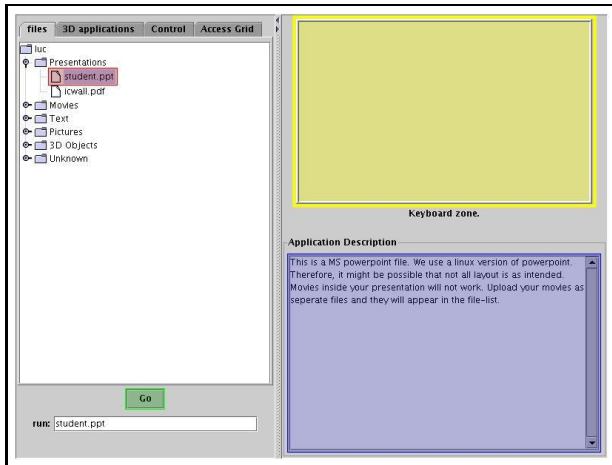 files 3D applications Control Access Grid
luc
Presentations
student.ppt
icwall.pdf
Movies
Text
Pictures
3D Objects
Unknown
Go
run: student.ppt
Keyboard zone.
Application Description
This is a MS powerpoint file. We use a linux version of powerpoint.
Therefore, it might be possible that not all layout is as intended.
Movies inside your presentation will not work. Upload your movies as
seperate files and they will appear in the file-list.